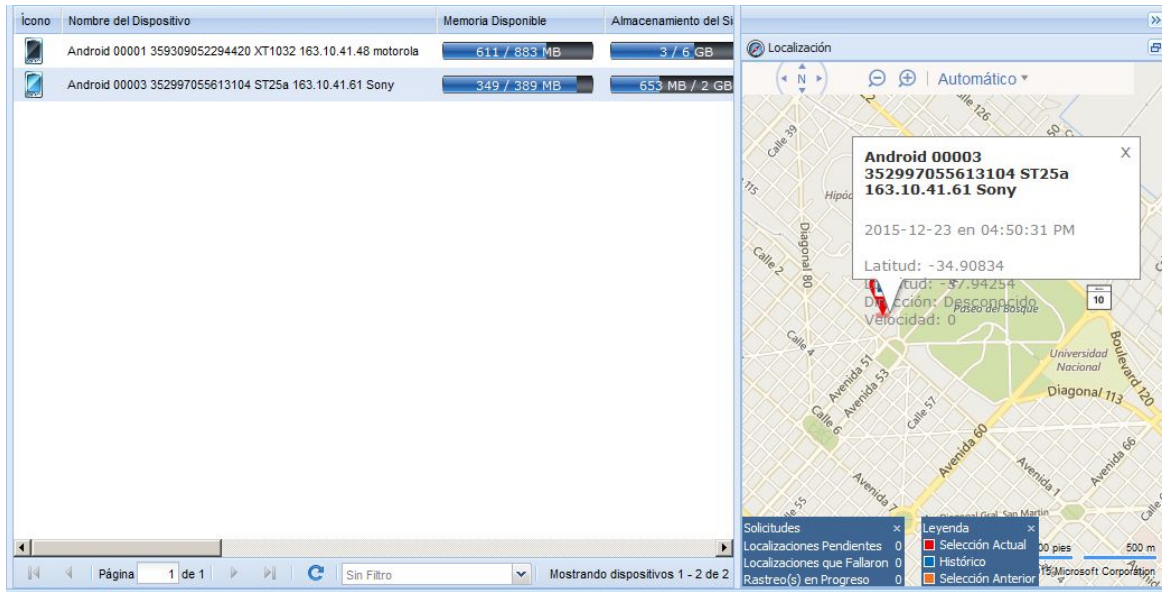 Ícono Nombre del Dispositivo Memoria Disponible Almacenamiento del Si
Android 00001 359309052294420 XT1032 163.10.41.48 motorola 611 / 883 MB 3 / 6 GB
Android 00003 352997055613104 ST25a 163.10.41.61 Sony 349 / 389 MB 653 MB / 2 GB
Página 1 de 1 Sin Filtro Mostrando dispositivos 1 - 2 de 2
Localización
N Automático
Calle 39
50
115
Diagonal 80
Calle 2
Android 00003
352997055613104 ST25a
163.10.41.61 Sony
X
2015-12-23 en 04:50:31 PM
Latitud: -34.90834
Dirección: Desconocido
Velocidad: 0
Paseo del Bosque
10
Calle 4
Universidad
Nacional
Boulevard 120
Diagonal 113
Avenida 51
Avenida 53
Calle 57
Calle 6
Avenida 60
Avenida 66
Avenida 1
Avenida 7
55
Solicitudes x
Localizaciones Pendientes 0
Localizaciones que Fallaron 0
Rastreo(s) en Progreso 0
Leyenda x
Selección Actual
Histórico
Selección Anterior
00 pies 500 m
Microsoft Corporation